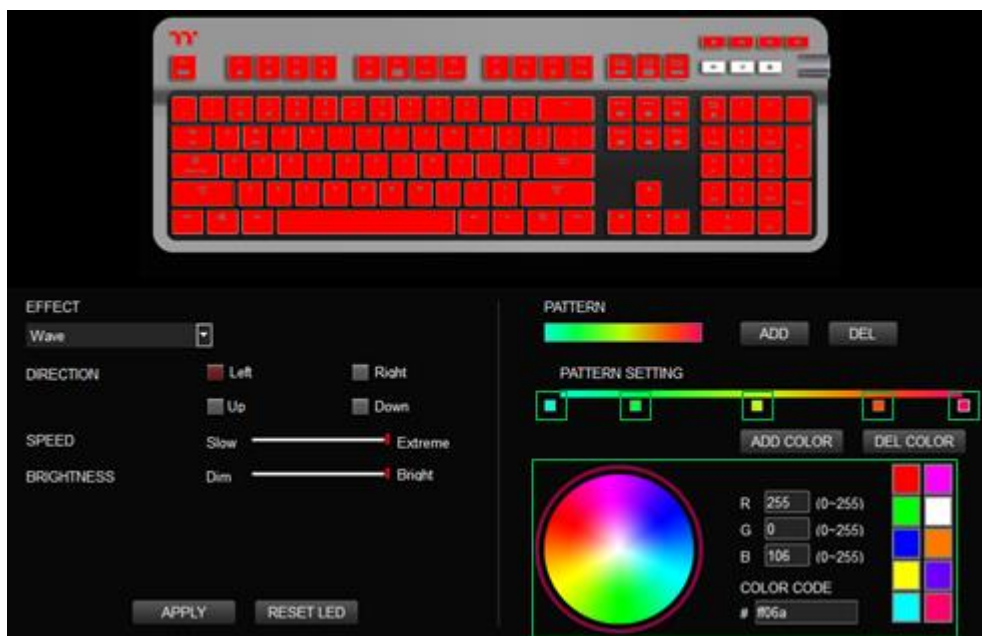 EFFECT
Wave
DIRECTION
Left
Right
Up
Down
SPEED
Slow
Extreme
BRIGHTNESS
Dim
Bright
APPLY
RESET LED
PATTERN
ADD
DEL
PATTERN SETTING
ADD COLOR
DEL COLOR
R 255 (0~255)
G 0 (0~255)
B 106 (0~255)
COLOR CODE
# ff06a